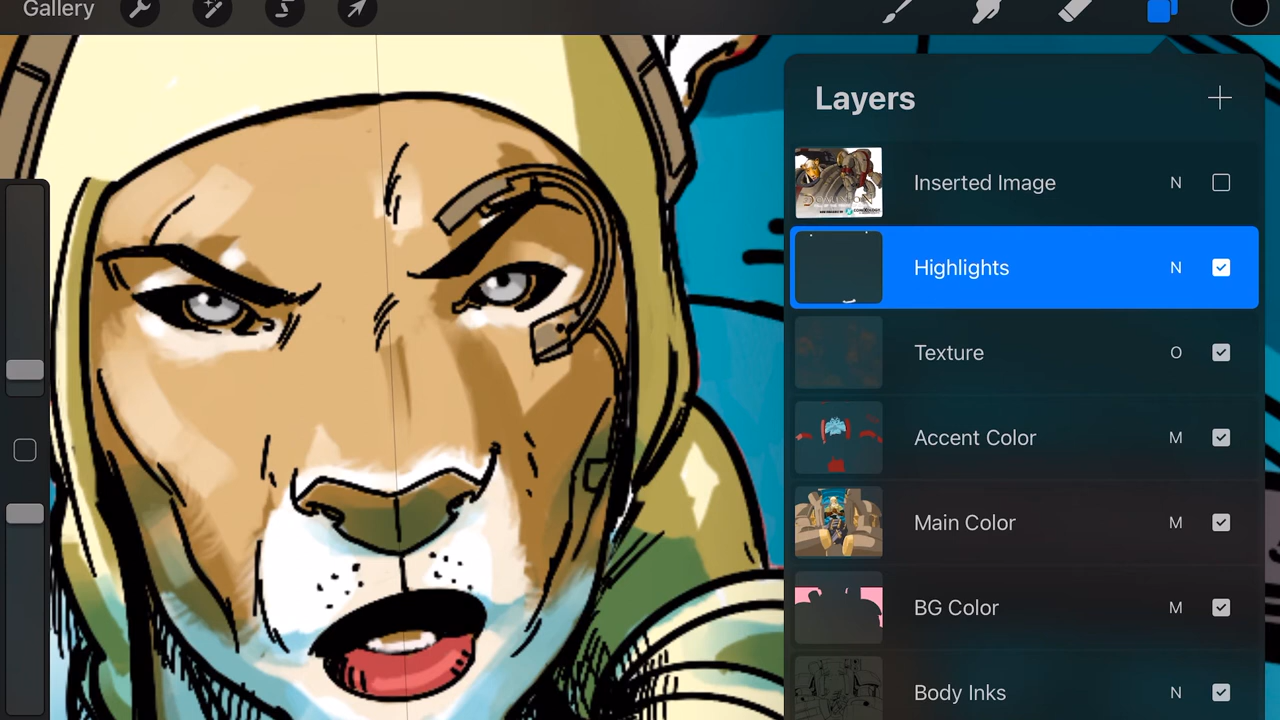 Gallery
Layers
Inserted Image N
Highlights N
Texture O
Accent Color M
Main Color M
BG Color M
Body Inks N